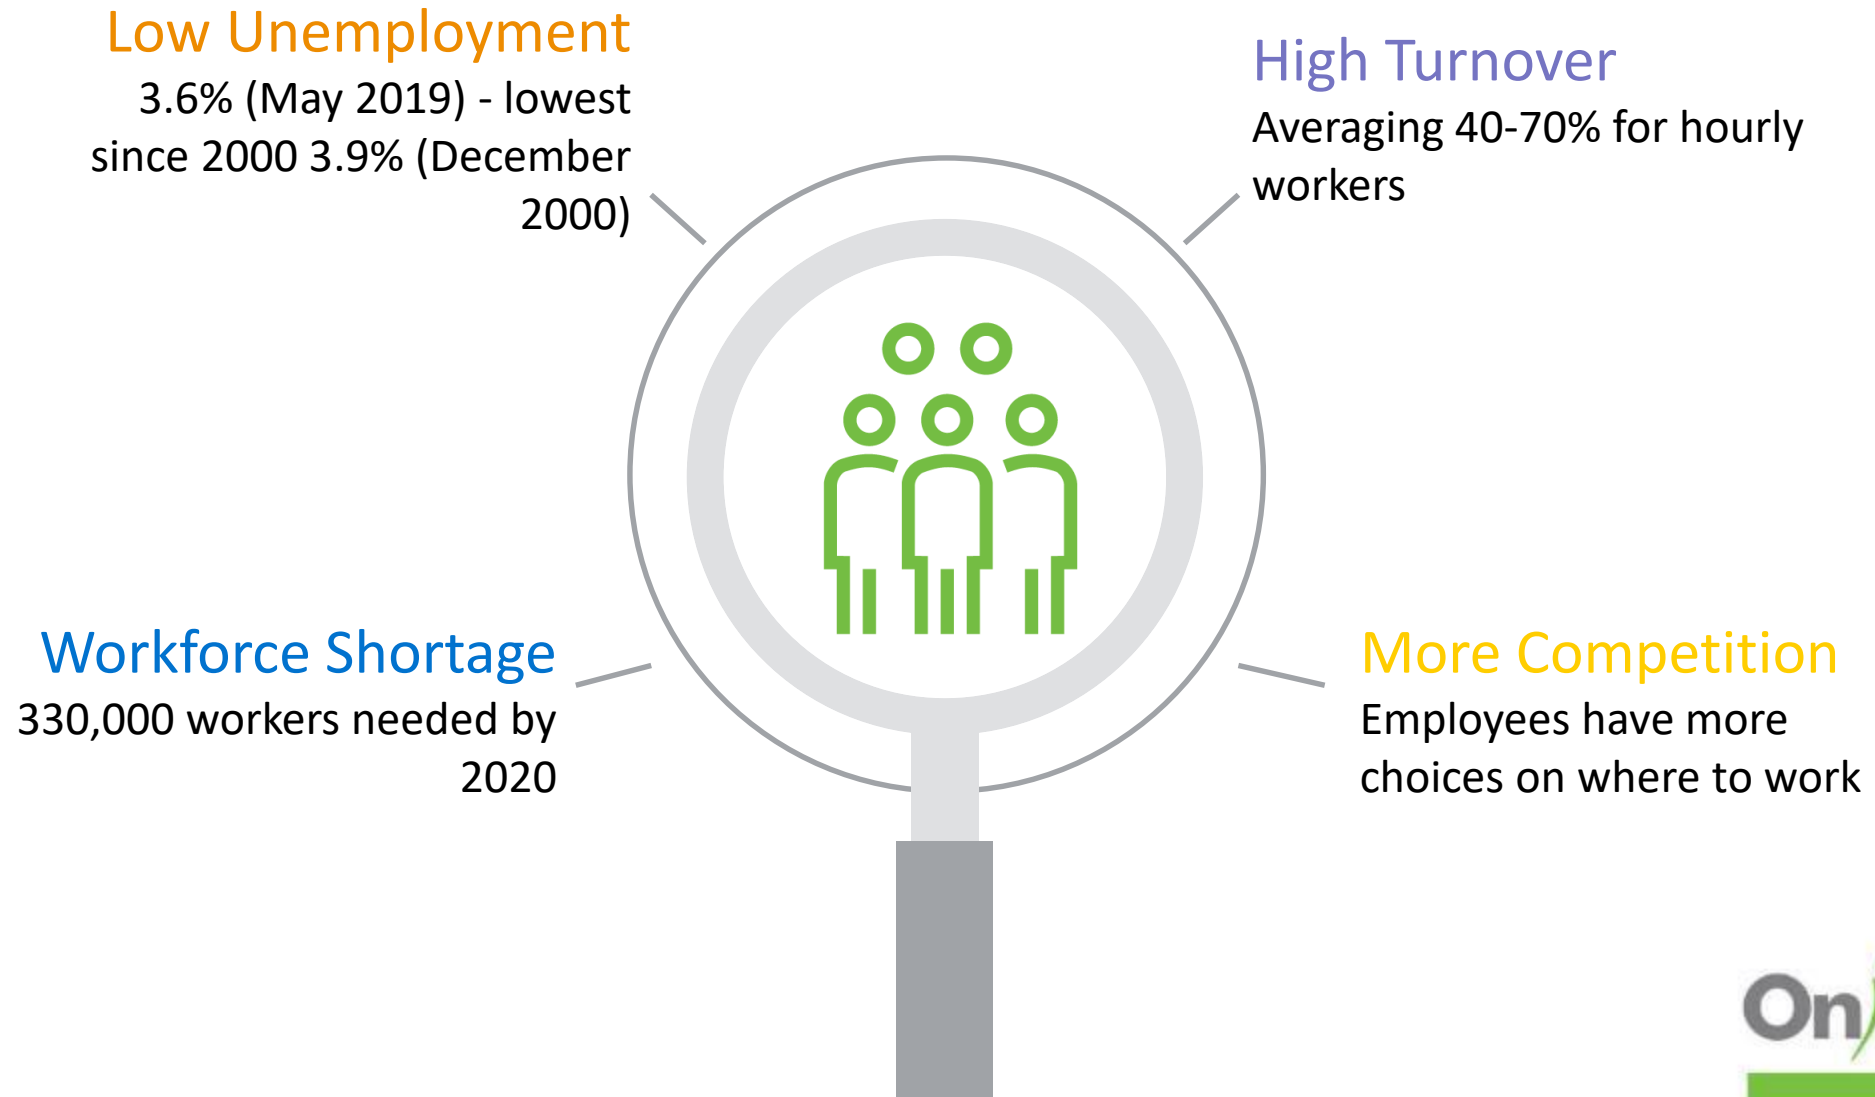 Low Unemployment
3.6% (May 2019) - lowest
since 2000 3.9% (December
2000)
High Turnover
Averaging 40-70% for hourly
workers
Workforce Shortage
330,000 workers needed by
2020
More Competition
Employees have more
choices on where to work
On